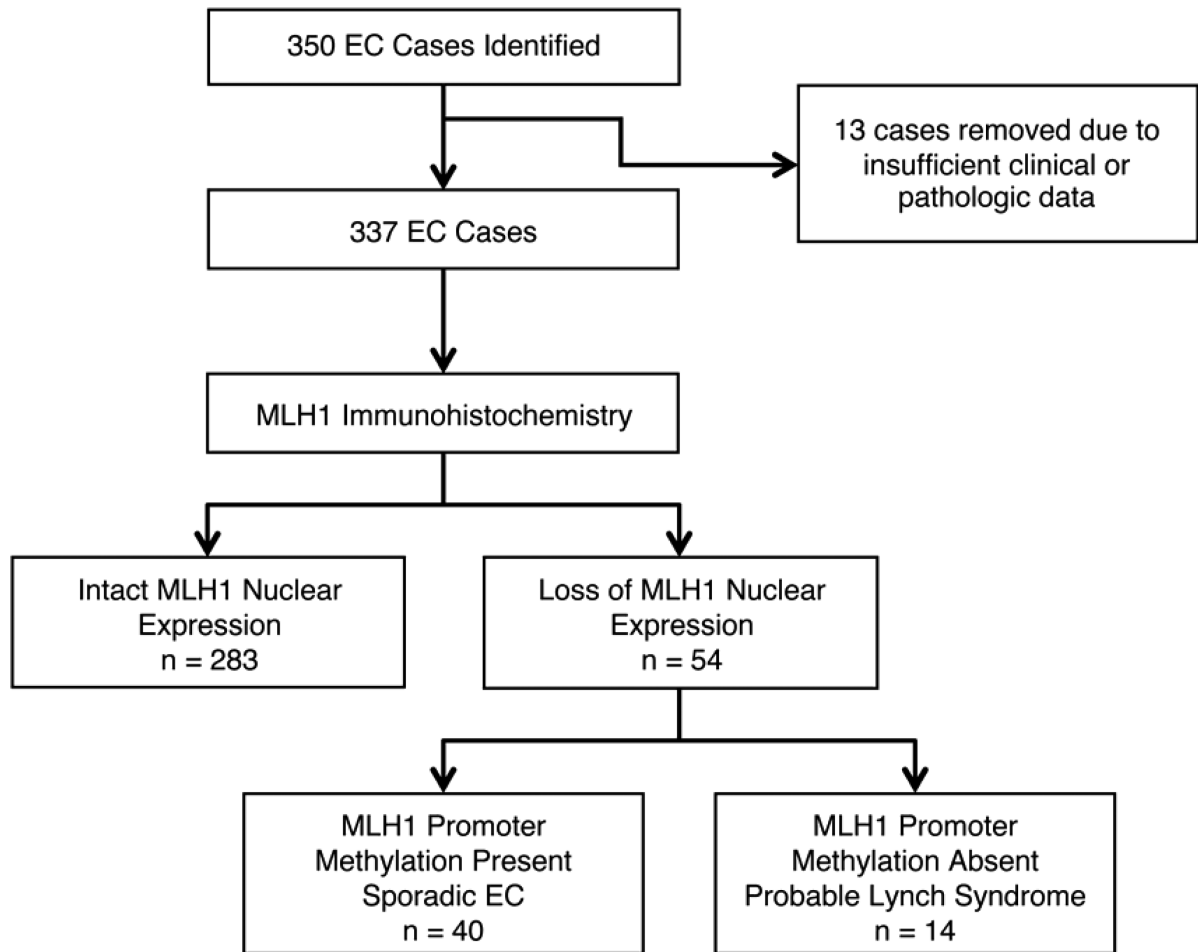 350 EC Cases Identified
13 cases removed due to
insufficient clinical or
pathologic data
337 EC Cases
MLH1 Immunohistochemistry
Intact MLH1 Nuclear
Expression
n = 283
Loss of MLH1 Nuclear
Expression
n = 54
MLH1 Promoter
Methylation Present
Sporadic EC
n = 40
MLH1 Promoter
Methylation Absent
Probable Lynch Syndrome
n = 14